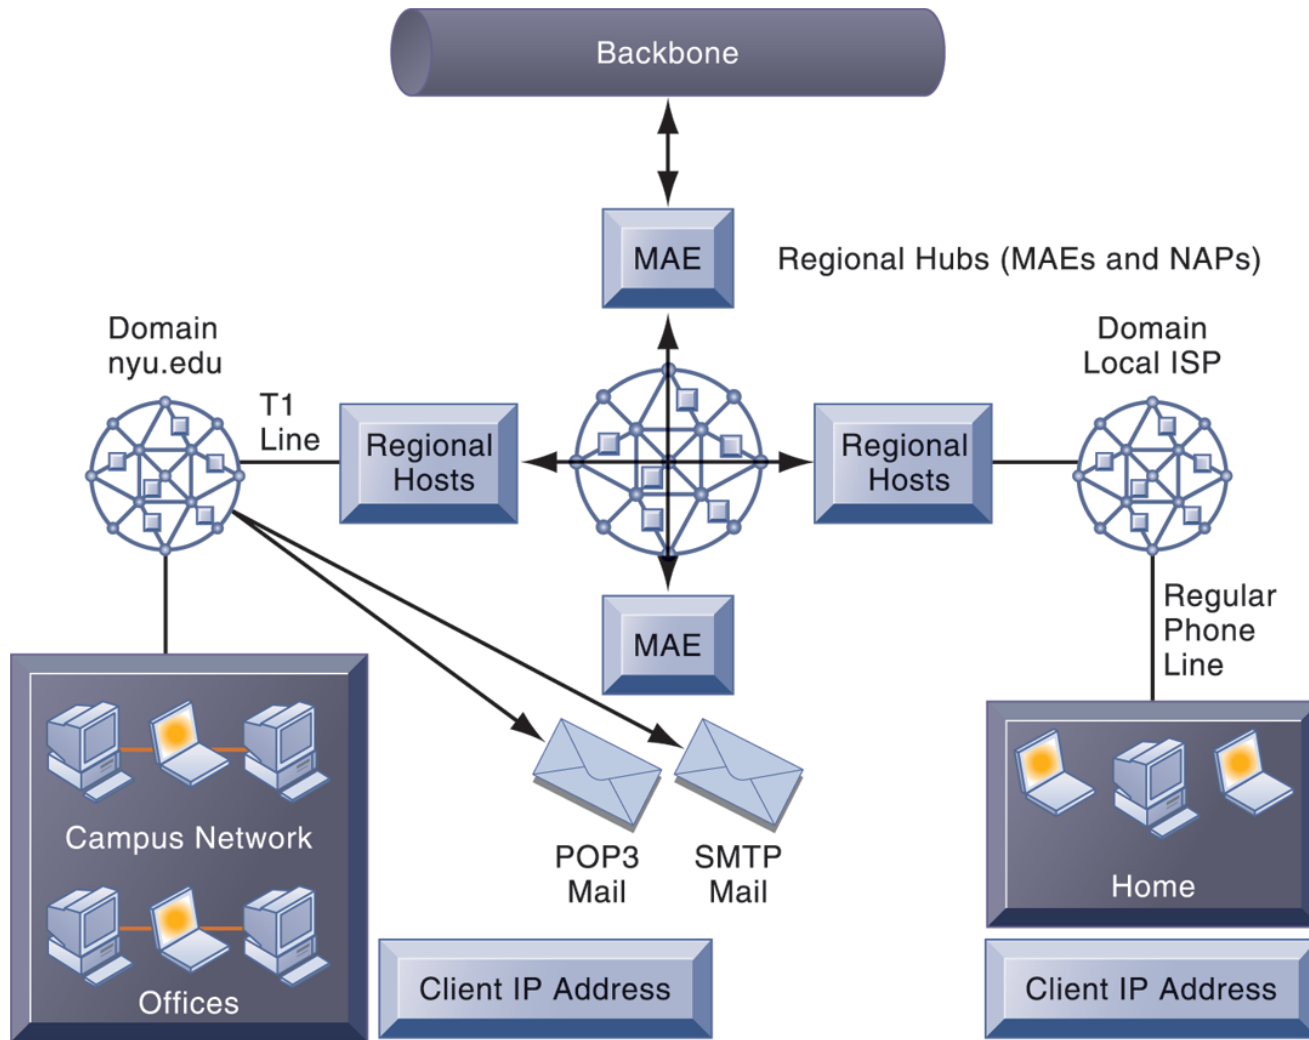 Backbone
MAE
Regional Hubs (MAEs and NAPs)
Domain
nyu.edu
Domain
Local ISP
T1
Line
Regional
Hosts
Regional
Hosts
MAE
Regular
Phone
Line
Campus Network
POP3
Mail
SMTP
Mail
Home
Offices
Client IP Address
Client IP Address